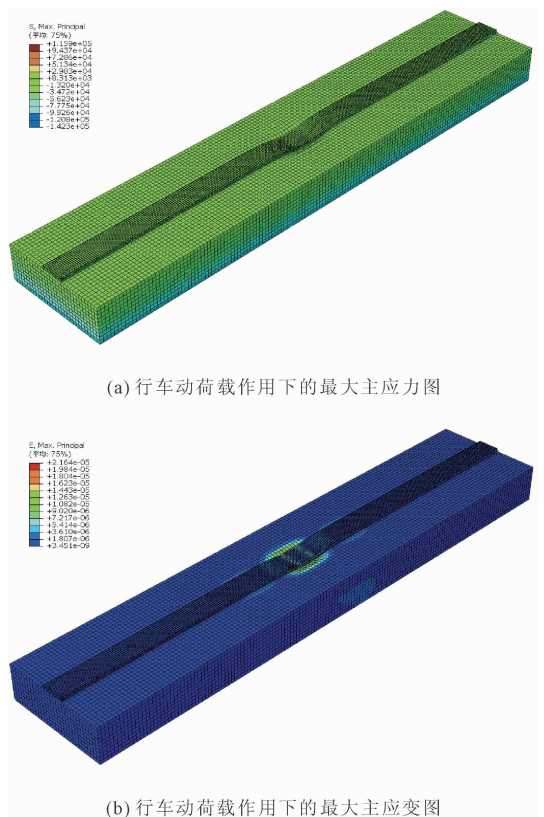 S, Max. Principal
(平均: 75%)
+1.159e+05
+9.437e+04
+7.286e+04
+5.134e+04
+2.983e+04
+8.313e+03
-1.320e+04
-3.472e+04
-5.623e+04
-7.775e+04
-9.926e+04
-1.208e+05
-1.423e+05
(a) 行车动荷载作用下的最大主应力图
E, Max. Principal
(平均: 75%)
+2.164e-05
+1.984e-05
+1.804e-05
+1.623e-05
+1.443e-05
+1.263e-05
+1.082e-05
+9.020e-06
+7.217e-06
+5.414e-06
+3.610e-06
+1.807e-06
+3.451e-09
(b) 行车动荷载作用下的最大主应变图